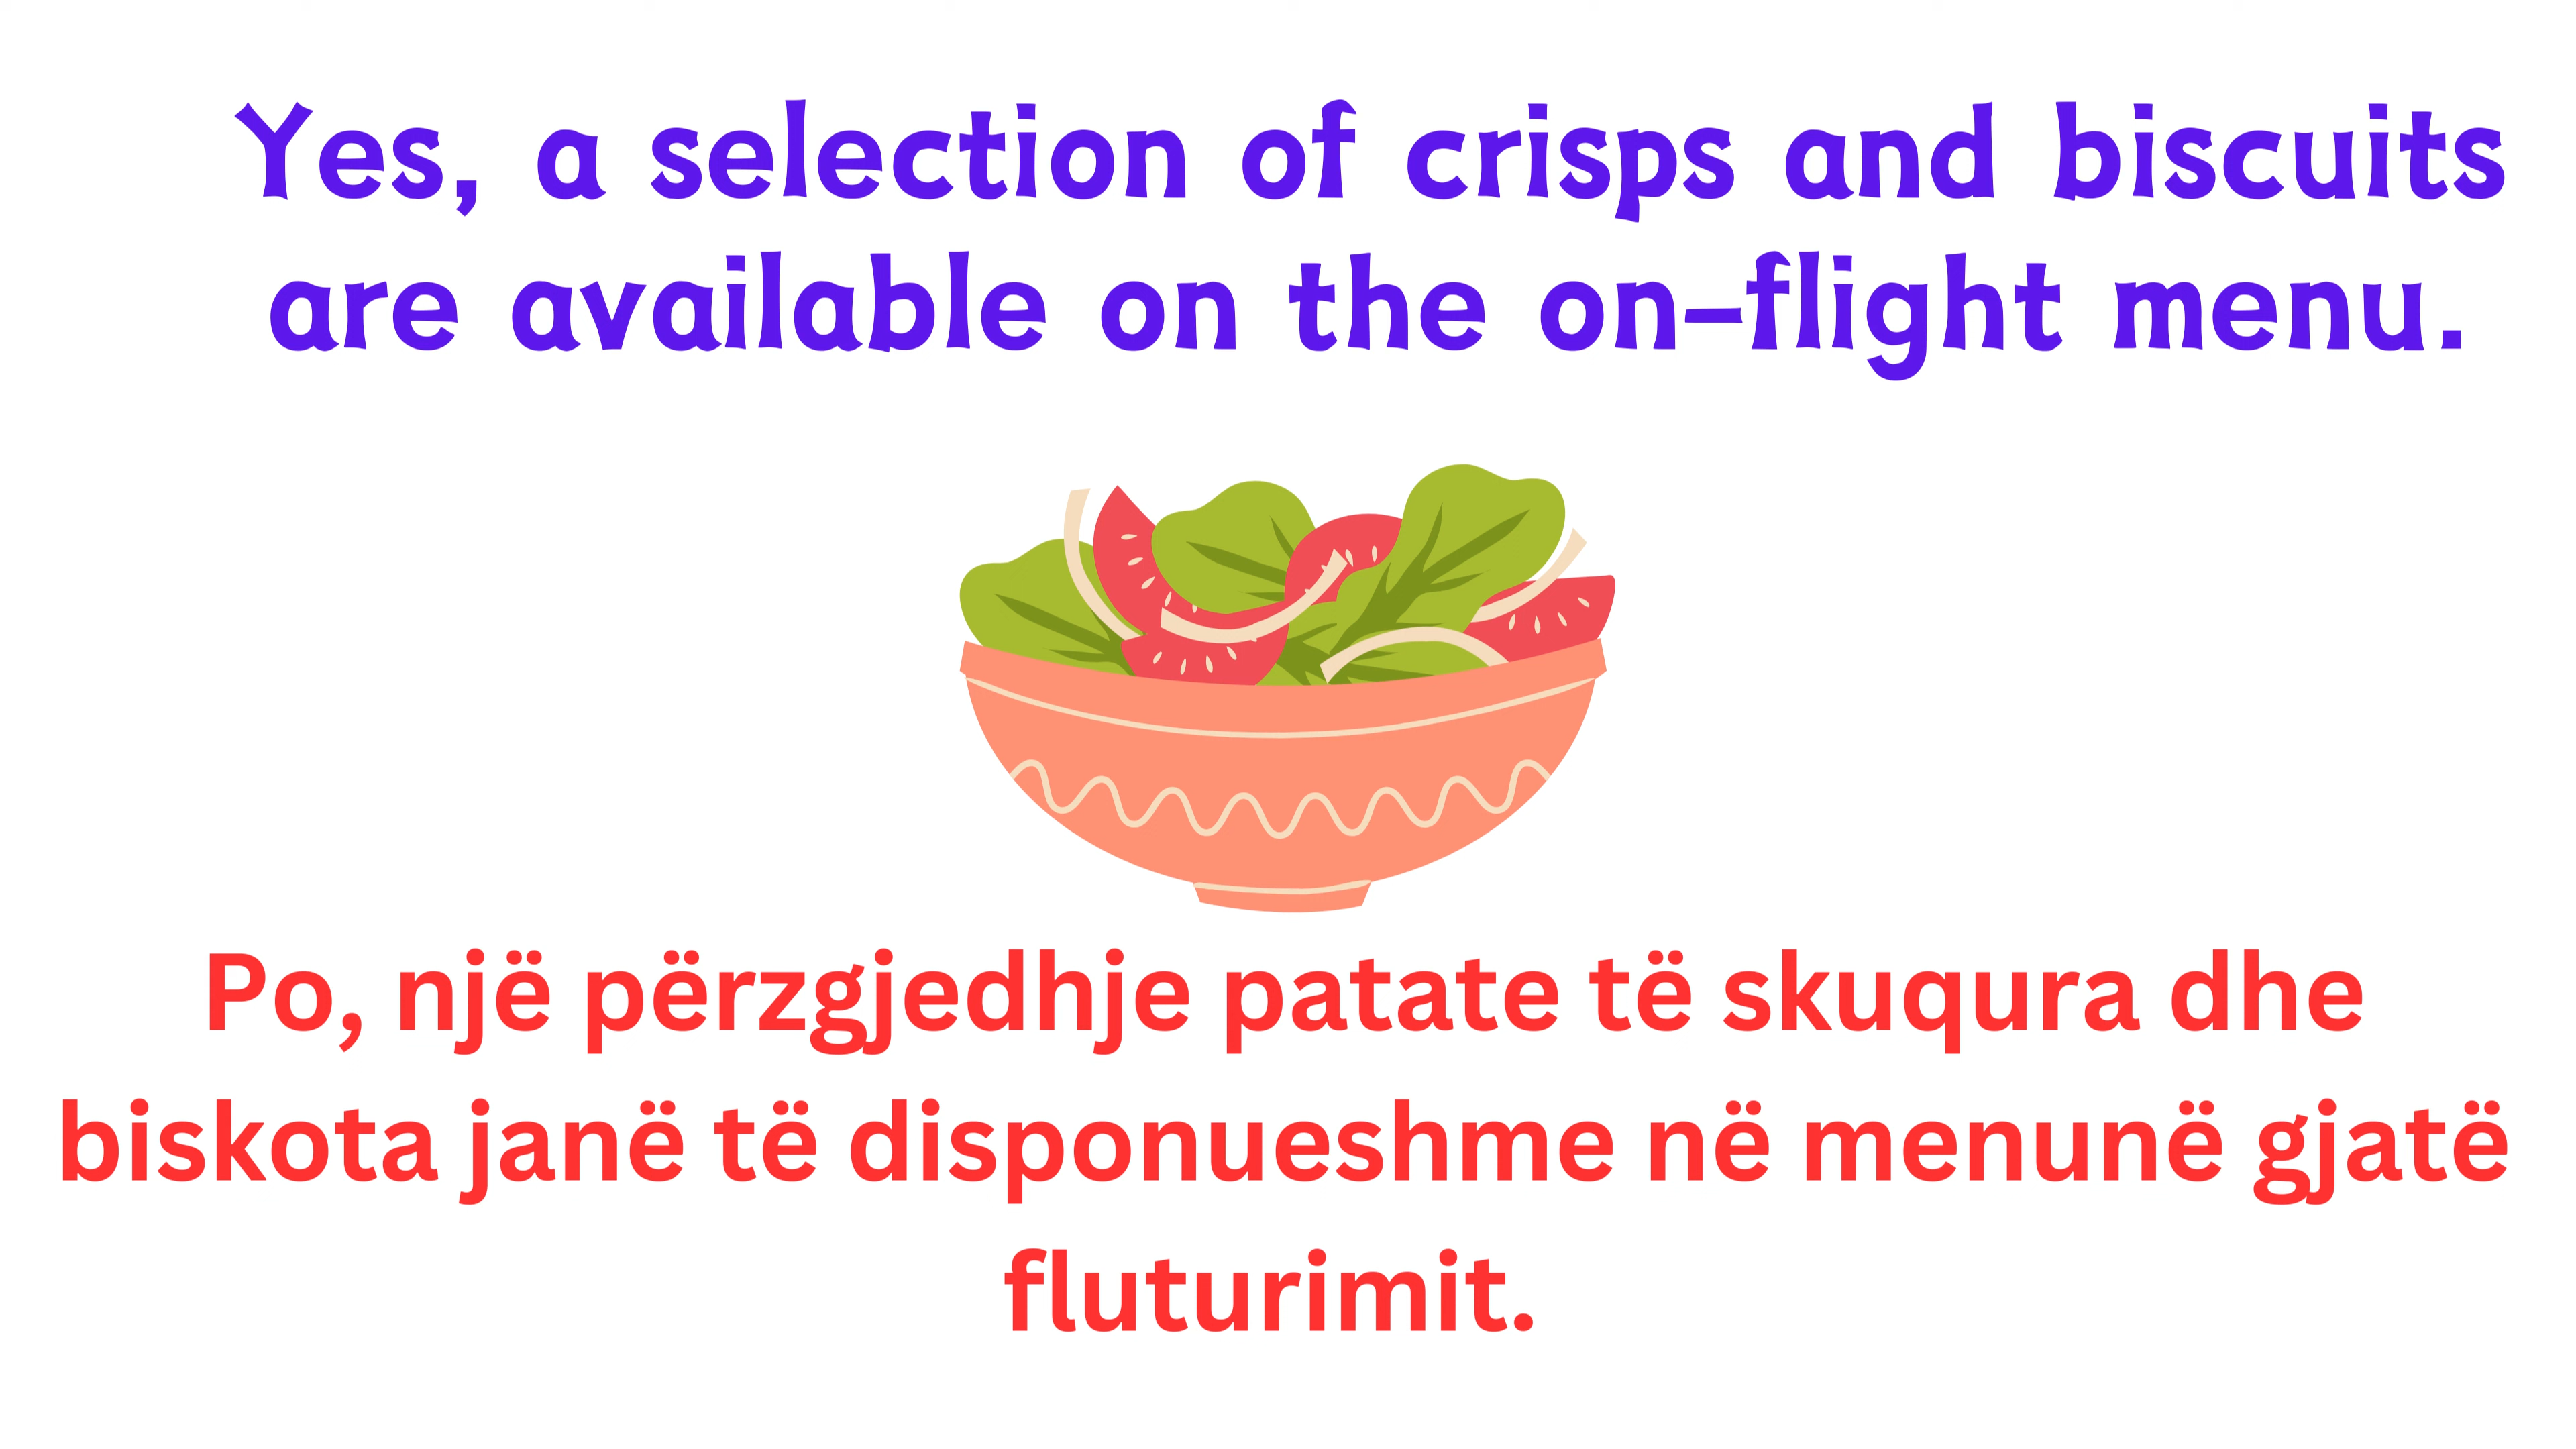 Yes, a selection of crisps and biscuits
are available on the on-flight menu.
Po, një përzgjedhje patate të skuqura dhe
biskota janë të disponueshme në menunë gjatë
fluturimit.